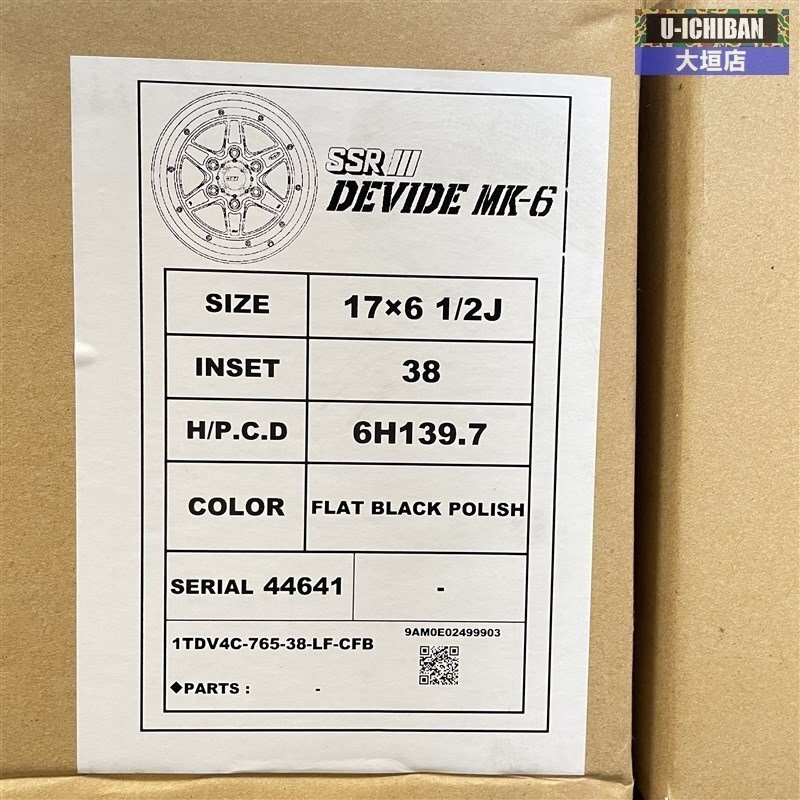 U-ICHIBAN
大垣店
SSR
DEVIDE MK-6
SIZE 17×6 1/2J
INSET 38
H/P.C.D 6H139.7
COLOR FLAT BLACK POLISH
SERIAL 44641 -
1TDV4C-765-38-LF-CFB 9AM0E02499903
◆PARTS : -